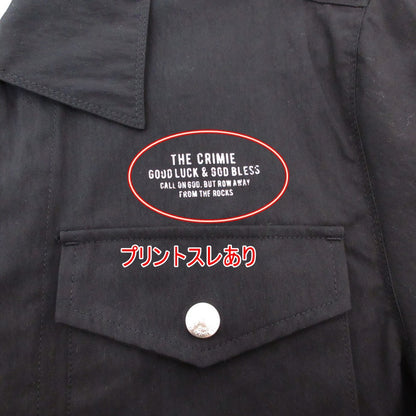 THE CRIMIE
GOOD LUCK & GOD BLESS
CALL ON GOD. BUT ROW AWAY
FROM THE ROCKS
プリントスレあり